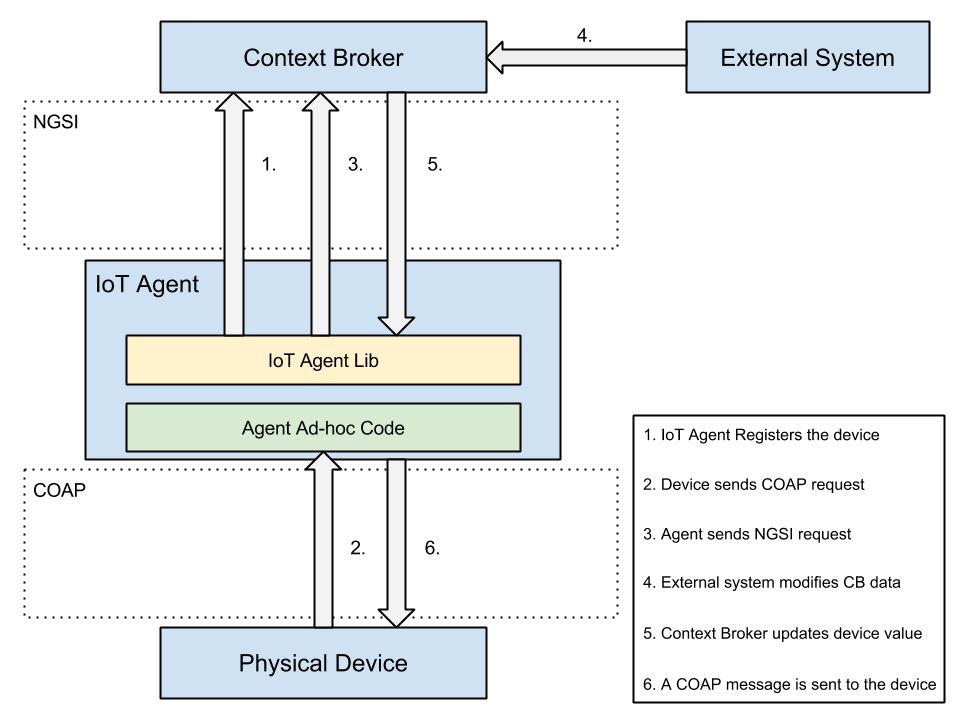 Context Broker
4.
External System
NGSI
1.
3.
5.
IoT Agent
IoT Agent Lib
Agent Ad-hoc Code
COAP
2.
6.
Physical Device
1. IoT Agent Registers the device
2. Device sends COAP request
3. Agent sends NGSI request
4. External system modifies CB data
5. Context Broker updates device value
6. A COAP message is sent to the device